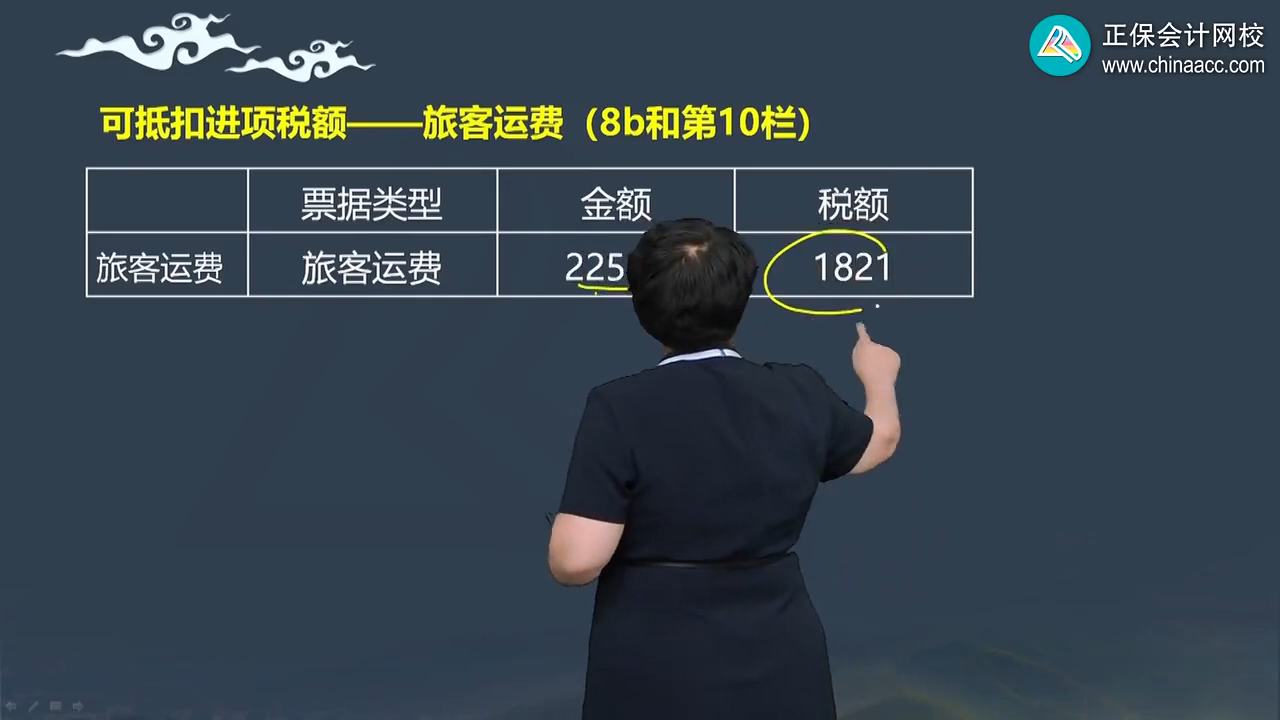 正保会计网校
www.chinaacc.com
可抵扣进项税额——旅客运费（8b和第10栏）
票据类型 金额 税额
旅客运费 旅客运费 225 1821